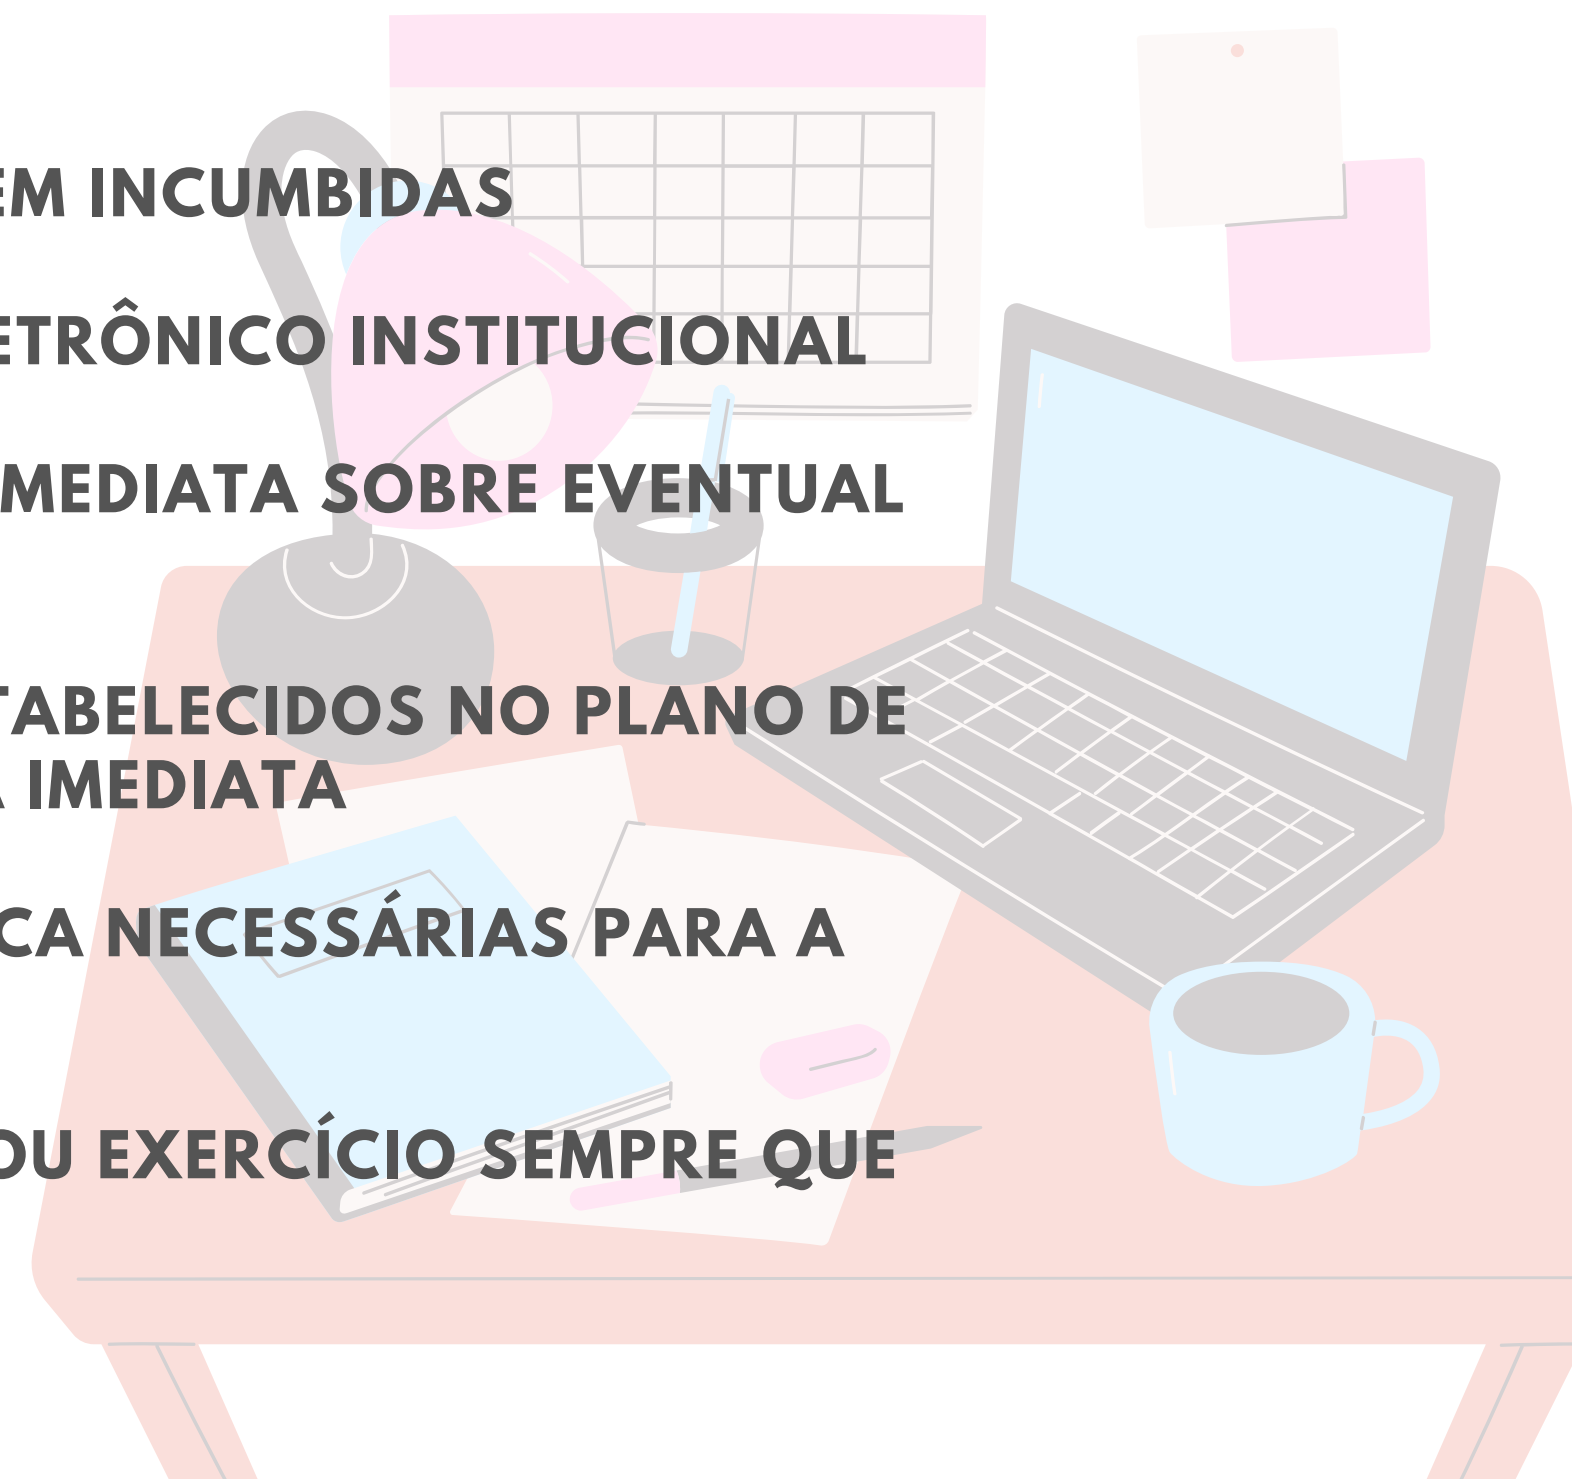 EM INCUMBIDAS
ETRÔNICO INSTITUCIONAL
MEDIATA SOBRE EVENTUAL
TABELECIDOS NO PLANO DE
A IMEDIATA
CA NECESSÁRIAS PARA A
OU EXERCÍCIO SEMPRE QUE